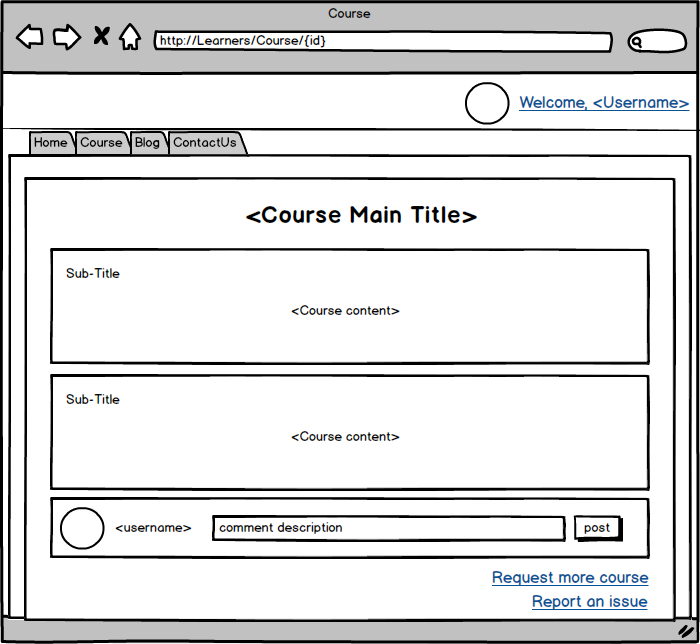 Course
http://Learners/Course/{id}
Welcome, <Username>
Home Course Blog ContactUs
<Course Main Title>
Sub-Title
<Course content>
Sub-Title
<Course content>
<username> comment description post
Request more course
Report an issue